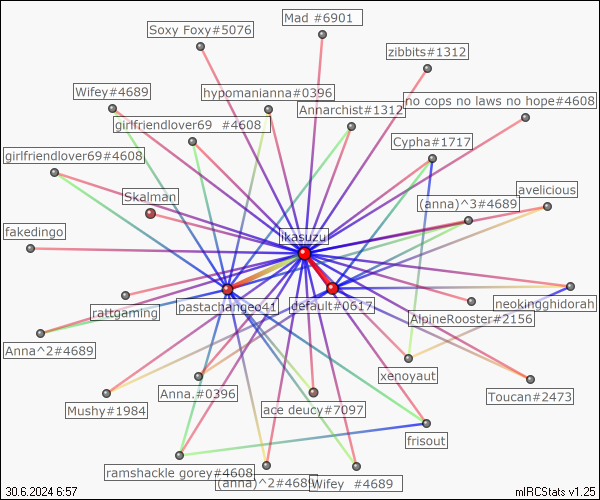 Mad #6901
Soxy Foxy#5076
zibbits#1312
Wifey#4689
hypomanianna#0396
no cops no laws no hope#4608
Annarchist#1312
girlfriendlover69 #4608
Cypha#1717
girlfriendlover69#4608
avelicious
Skalman
(anna)^3#4689
fakedingo
ikasuzu
rattgaming
pastachangeo41
default#0617
neokingghidorah
AlpineRooster#2156
Anna^2#4689
xenoyaut
Anna.#0396
Toucan#2473
Mushy#1984
ace deucy#7097
frisout
ramshackle gorey#4608
(anna)^2#4689
Wifey #4689
30.6.2024 6:57
mIRCStats v1.25